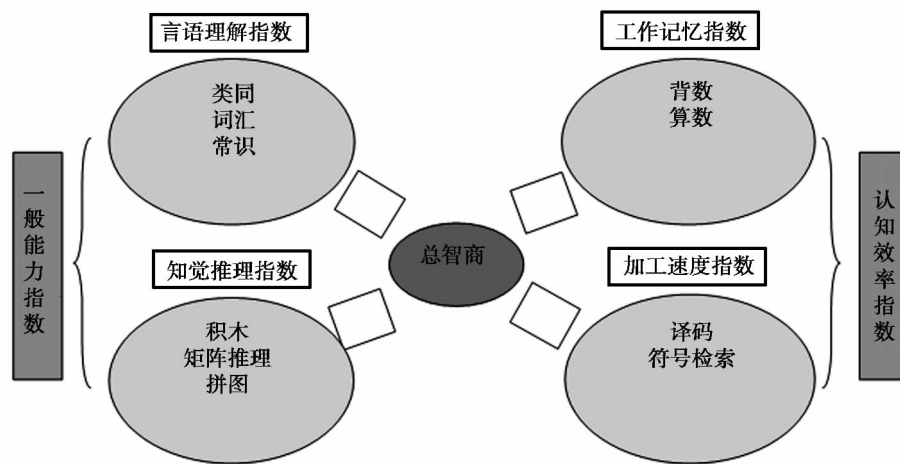 言语理解指数
类同
词汇
常识
工作记忆指数
背数
算数
一般能力指数
总智商
认知效率指数
知觉推理指数
积木
矩阵推理
拼图
加工速度指数
译码
符号检索